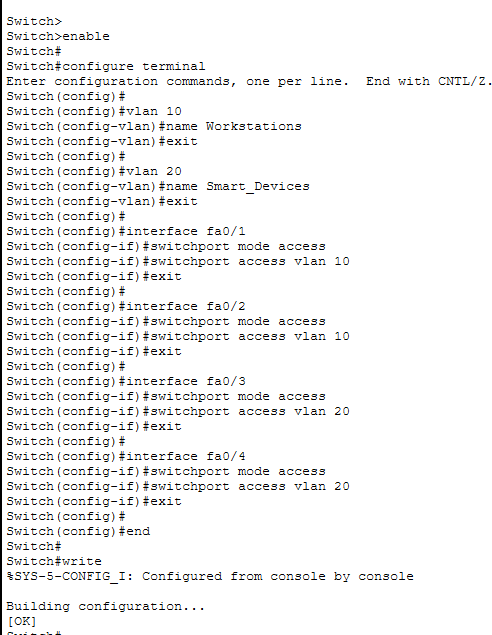 Switch>
Switch>enable
Switch#
Switch#configure terminal
Enter configuration commands, one per line.  End with CNTL/Z.
Switch(config)#
Switch(config)#vlan 10
Switch(config-vlan)#name Workstations
Switch(config-vlan)#exit
Switch(config)#
Switch(config)#vlan 20
Switch(config-vlan)#name Smart_Devices
Switch(config-vlan)#exit
Switch(config)#
Switch(config)#interface fa0/1
Switch(config-if)#switchport mode access
Switch(config-if)#switchport access vlan 10
Switch(config-if)#exit
Switch(config)#
Switch(config)#interface fa0/2
Switch(config-if)#switchport mode access
Switch(config-if)#switchport access vlan 10
Switch(config-if)#exit
Switch(config)#
Switch(config)#interface fa0/3
Switch(config-if)#switchport mode access
Switch(config-if)#switchport access vlan 20
Switch(config-if)#exit
Switch(config)#
Switch(config)#interface fa0/4
Switch(config-if)#switchport mode access
Switch(config-if)#switchport access vlan 20
Switch(config-if)#exit
Switch(config)#
Switch(config)#end
Switch#
Switch#write
%SYS-5-CONFIG_I: Configured from console by console

Building configuration...
[OK]
Switch#